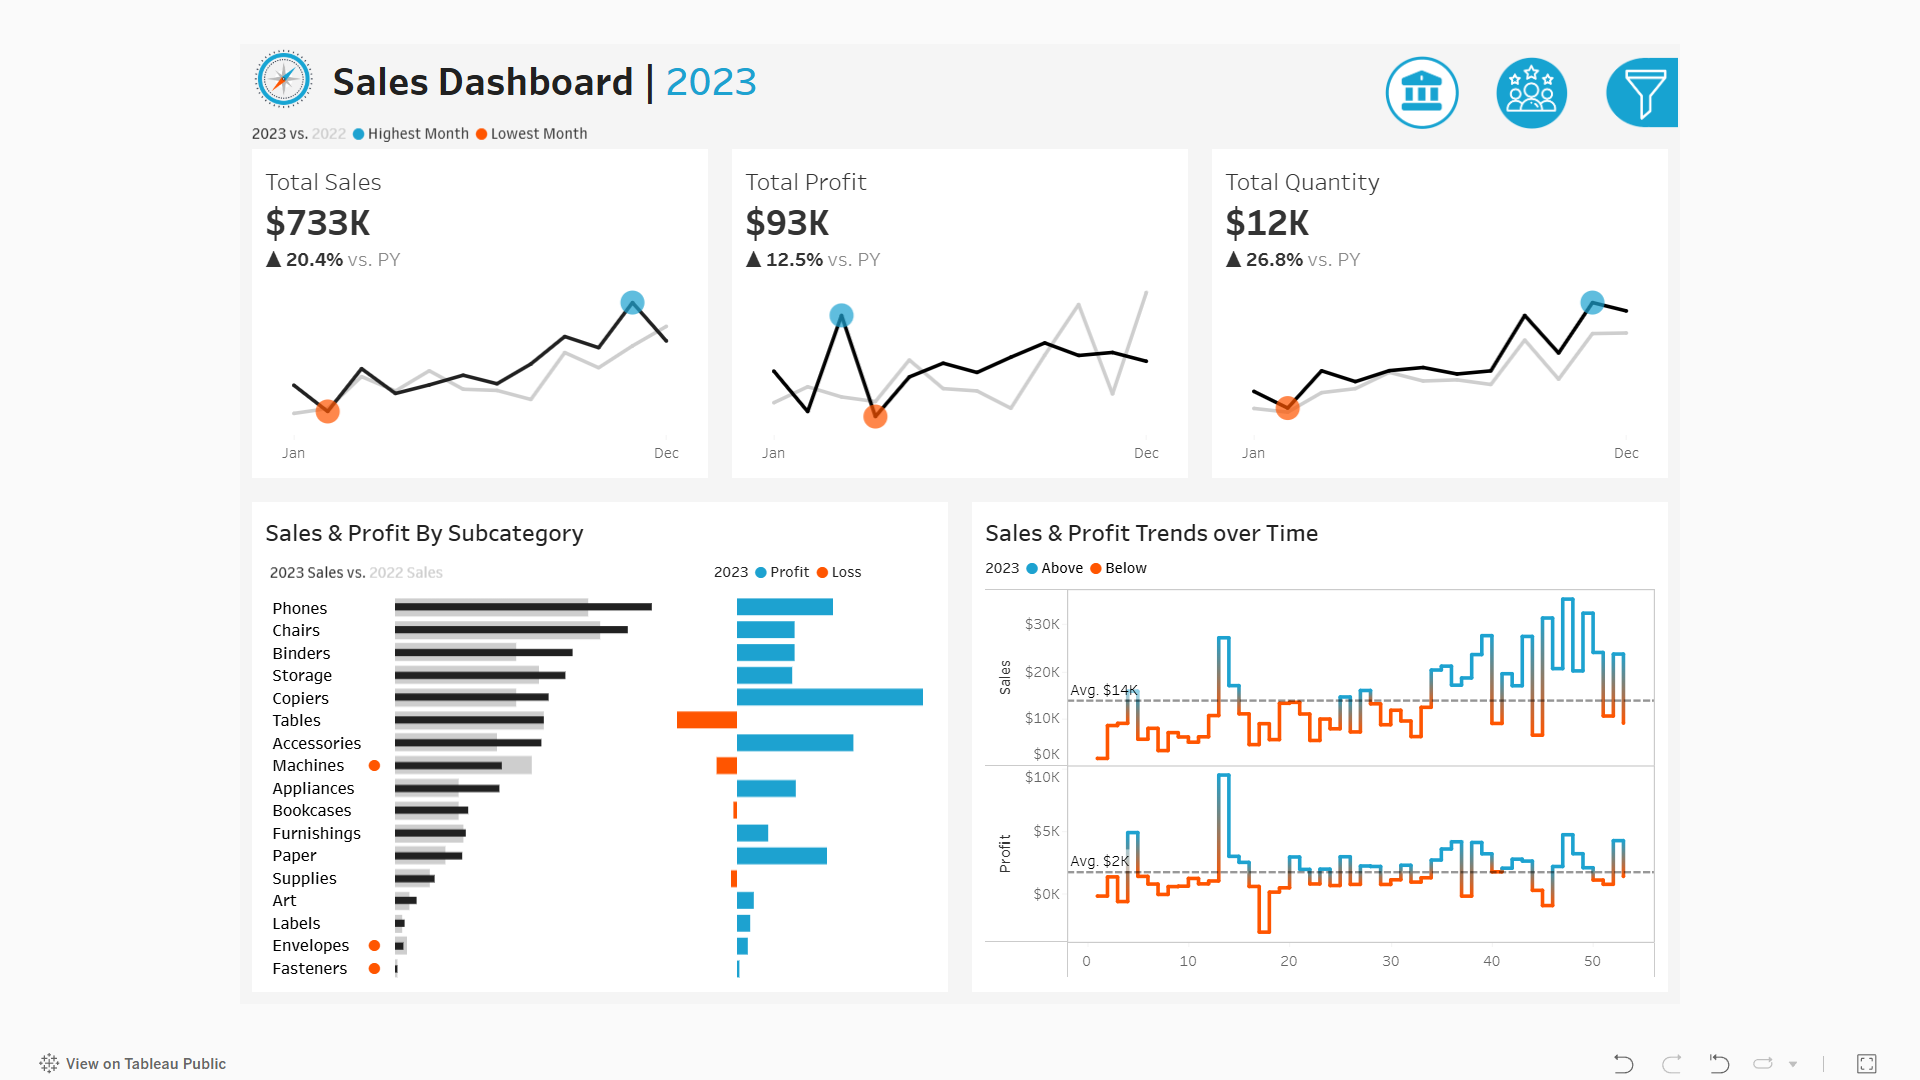 Sales Dashboard | 2023
2023 vs. 2022 Highest Month Lowest Month
Total Sales
$733K
▲ 20.4% vs. PY
Jan Dec
Total Profit
$93K
▲ 12.5% vs. PY
Jan Dec
Total Quantity
$12K
▲ 26.8% vs. PY
Jan Dec
Sales & Profit By Subcategory
2023 Sales vs. 2022 Sales
2023 Profit Loss
Phones
Chairs
Binders
Storage
Copiers
Tables
Accessories
Machines
Appliances
Bookcases
Furnishings
Paper
Supplies
Art
Labels
Envelopes
Fasteners
Sales & Profit Trends over Time
2023 Above Below
Sales
$30K
$20K
Avg. $14K
$10K
$0K
Profit
$10K
$5K
Avg. $2K
$0K
0 10 20 30 40 50
View on Tableau Public